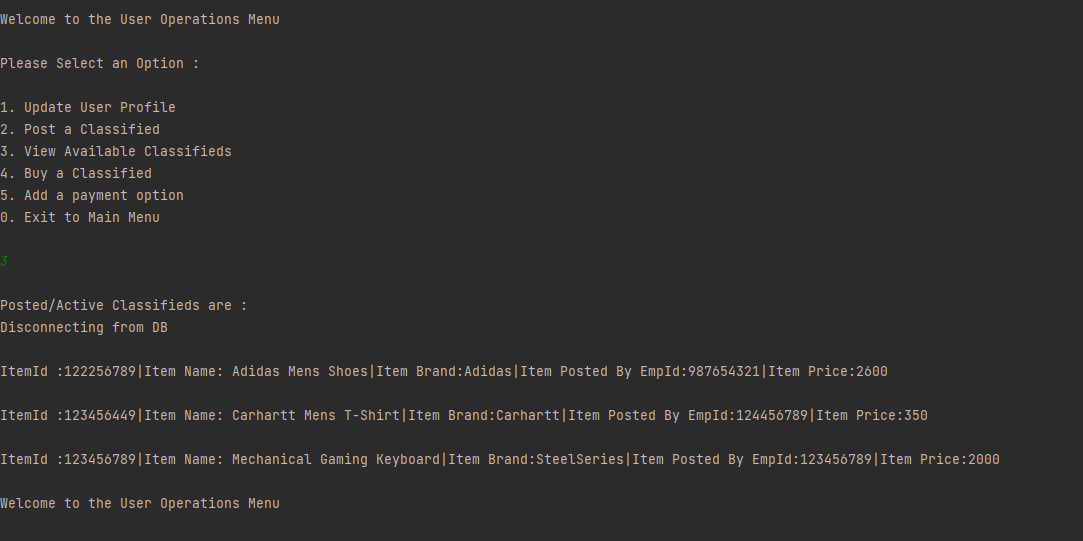 Welcome to the User Operations Menu
Please Select an Option :
1. Update User Profile
2. Post a Classified
3. View Available Classifieds
4. Buy a Classified
5. Add a payment option
0. Exit to Main Menu
3
Posted/Active Classifieds are :
Disconnecting from DB
ItemId :122256789|Item Name: Adidas Mens Shoes|Item Brand:Adidas|Item Posted By EmpId:987654321|Item Price:2600
ItemId :123456449|Item Name: Carhartt Mens T-Shirt|Item Brand:Carhartt|Item Posted By EmpId:124456789|Item Price:350
ItemId :123456789|Item Name: Mechanical Gaming Keyboard|Item Brand:SteelSeries|Item Posted By EmpId:123456789|Item Price:2000
Welcome to the User Operations Menu